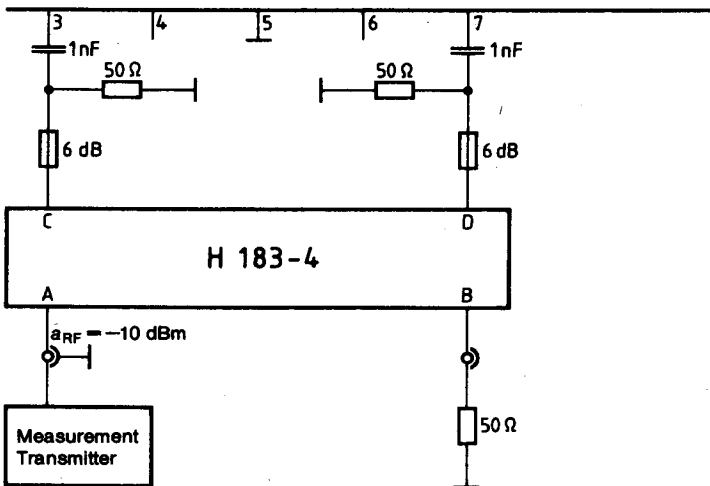 3 4 5 6 7
1nF 1nF
50 Ω 50 Ω
6 dB 6 dB
C D
H 183-4
A B
aRF = −10 dBm
50 Ω
Measurement
Transmitter